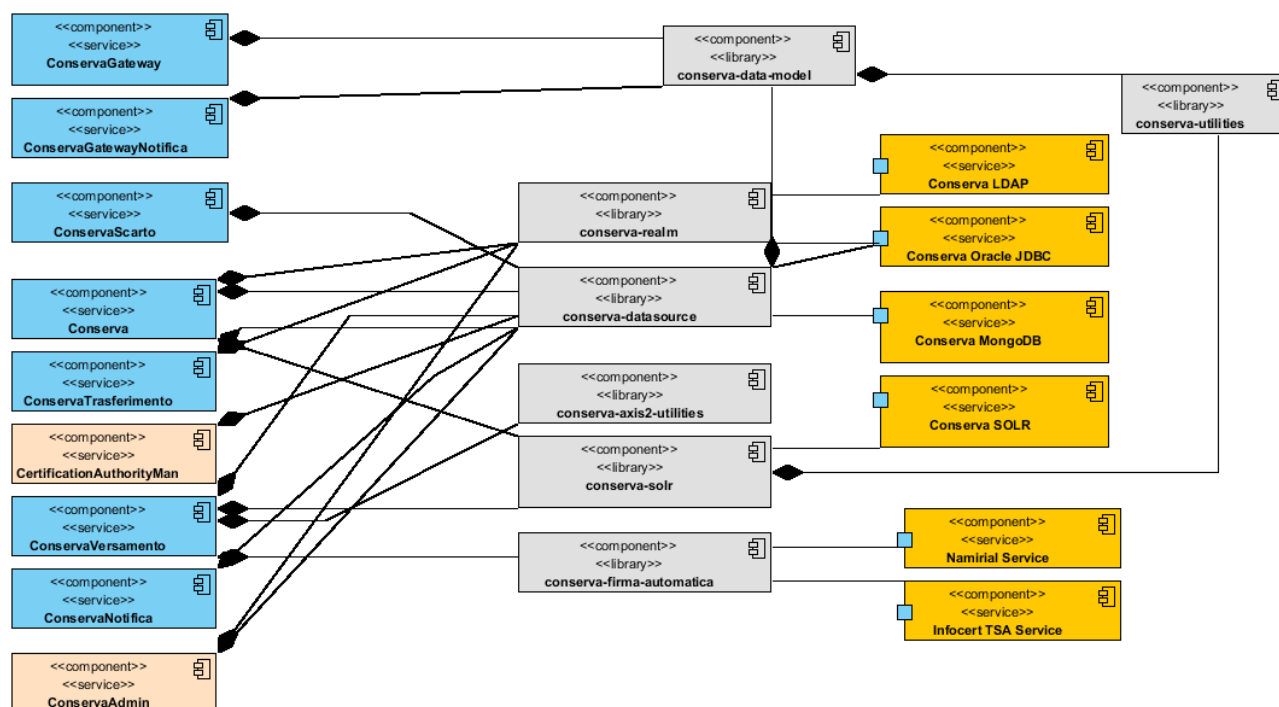 <<component>>
<<service>>
ConservaGateway
<<component>>
<<service>>
ConservaGatewayNotifica
<<component>>
<<service>>
ConservaScarto
<<component>>
<<service>>
Conserva
<<component>>
<<service>>
ConservaTrasferimento
<<component>>
<<service>>
CertificationAuthorityMan
<<component>>
<<service>>
ConservaVersamento
<<component>>
<<service>>
ConservaNotifica
<<component>>
<<service>>
ConservaAdmin
<<component>>
<<library>>
conserva-data-model
<<component>>
<<library>>
conserva-realm
<<component>>
<<library>>
conserva-datasource
<<component>>
<<library>>
conserva-axis2-utilities
<<component>>
<<library>>
conserva-solr
<<component>>
<<library>>
conserva-firma-automatica
<<component>>
<<library>>
conserva-utilities
<<component>>
<<service>>
Conserva LDAP
<<component>>
<<service>>
Conserva Oracle JDBC
<<component>>
<<service>>
Conserva MongoDB
<<component>>
<<service>>
Conserva SOLR
<<component>>
<<service>>
Namirial Service
<<component>>
<<service>>
Infocert TSA Service